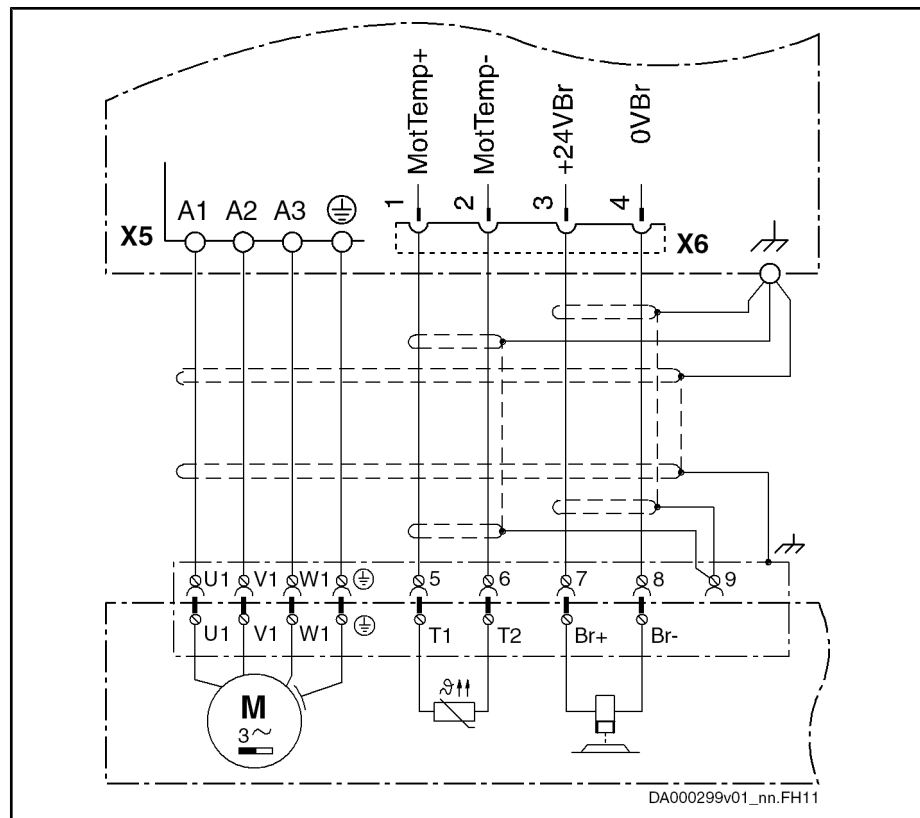 MotTemp+
MotTemp-
+24VBr
0VBr
1 2 3 4
A1 A2 A3
X5 X6
U1 V1 W1 5 6 7 8 9
U1 V1 W1 T1 T2 Br+ Br-
ϑ
M
3~
DA000299v01_nn.FH11